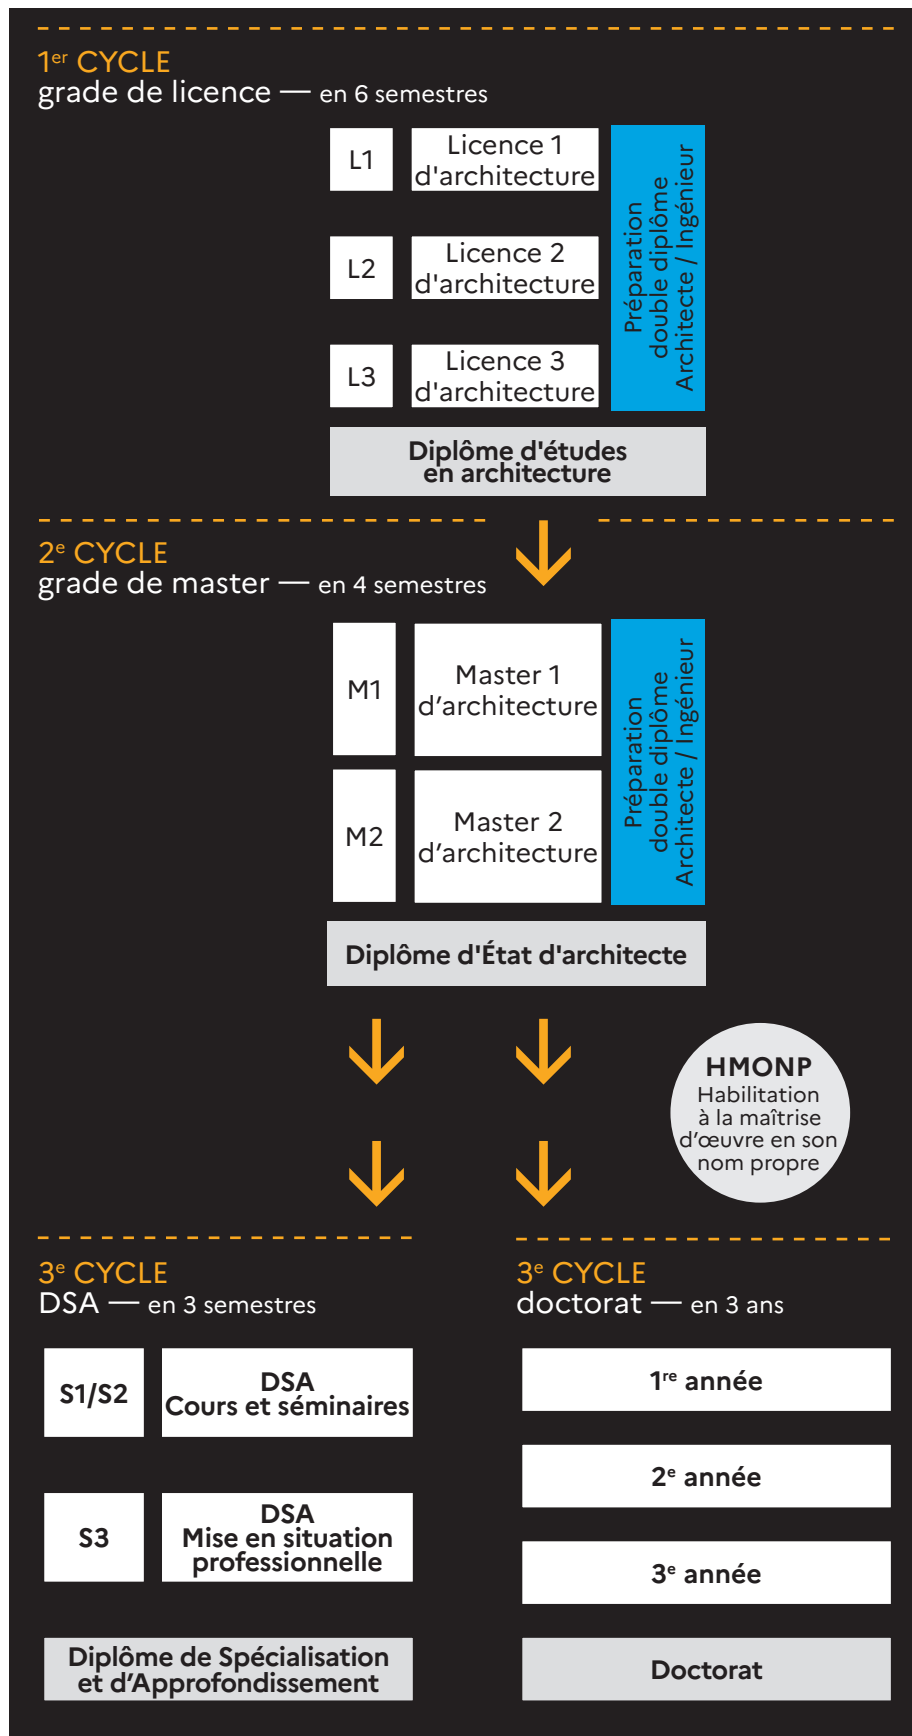 1er CYCLE
grade de licence — en 6 semestres
L1
Licence 1
d'architecture
L2
Licence 2
d'architecture
L3
Licence 3
d'architecture
Préparation
double diplôme
Architecte / Ingénieur
Diplôme d'études
en architecture
2e CYCLE
grade de master — en 4 semestres
M1
Master 1
d’architecture
M2
Master 2
d’architecture
Préparation
double diplôme
Architecte / Ingénieur
Diplôme d'État d'architecte
HMONP
Habilitation
à la maîtrise
d’œuvre en son
nom propre
3e CYCLE
DSA — en 3 semestres
S1/S2
DSA
Cours et séminaires
S3
DSA
Mise en situation
professionnelle
Diplôme de Spécialisation
et d’Approfondissement
3e CYCLE
doctorat — en 3 ans
1re année
2e année
3e année
Doctorat